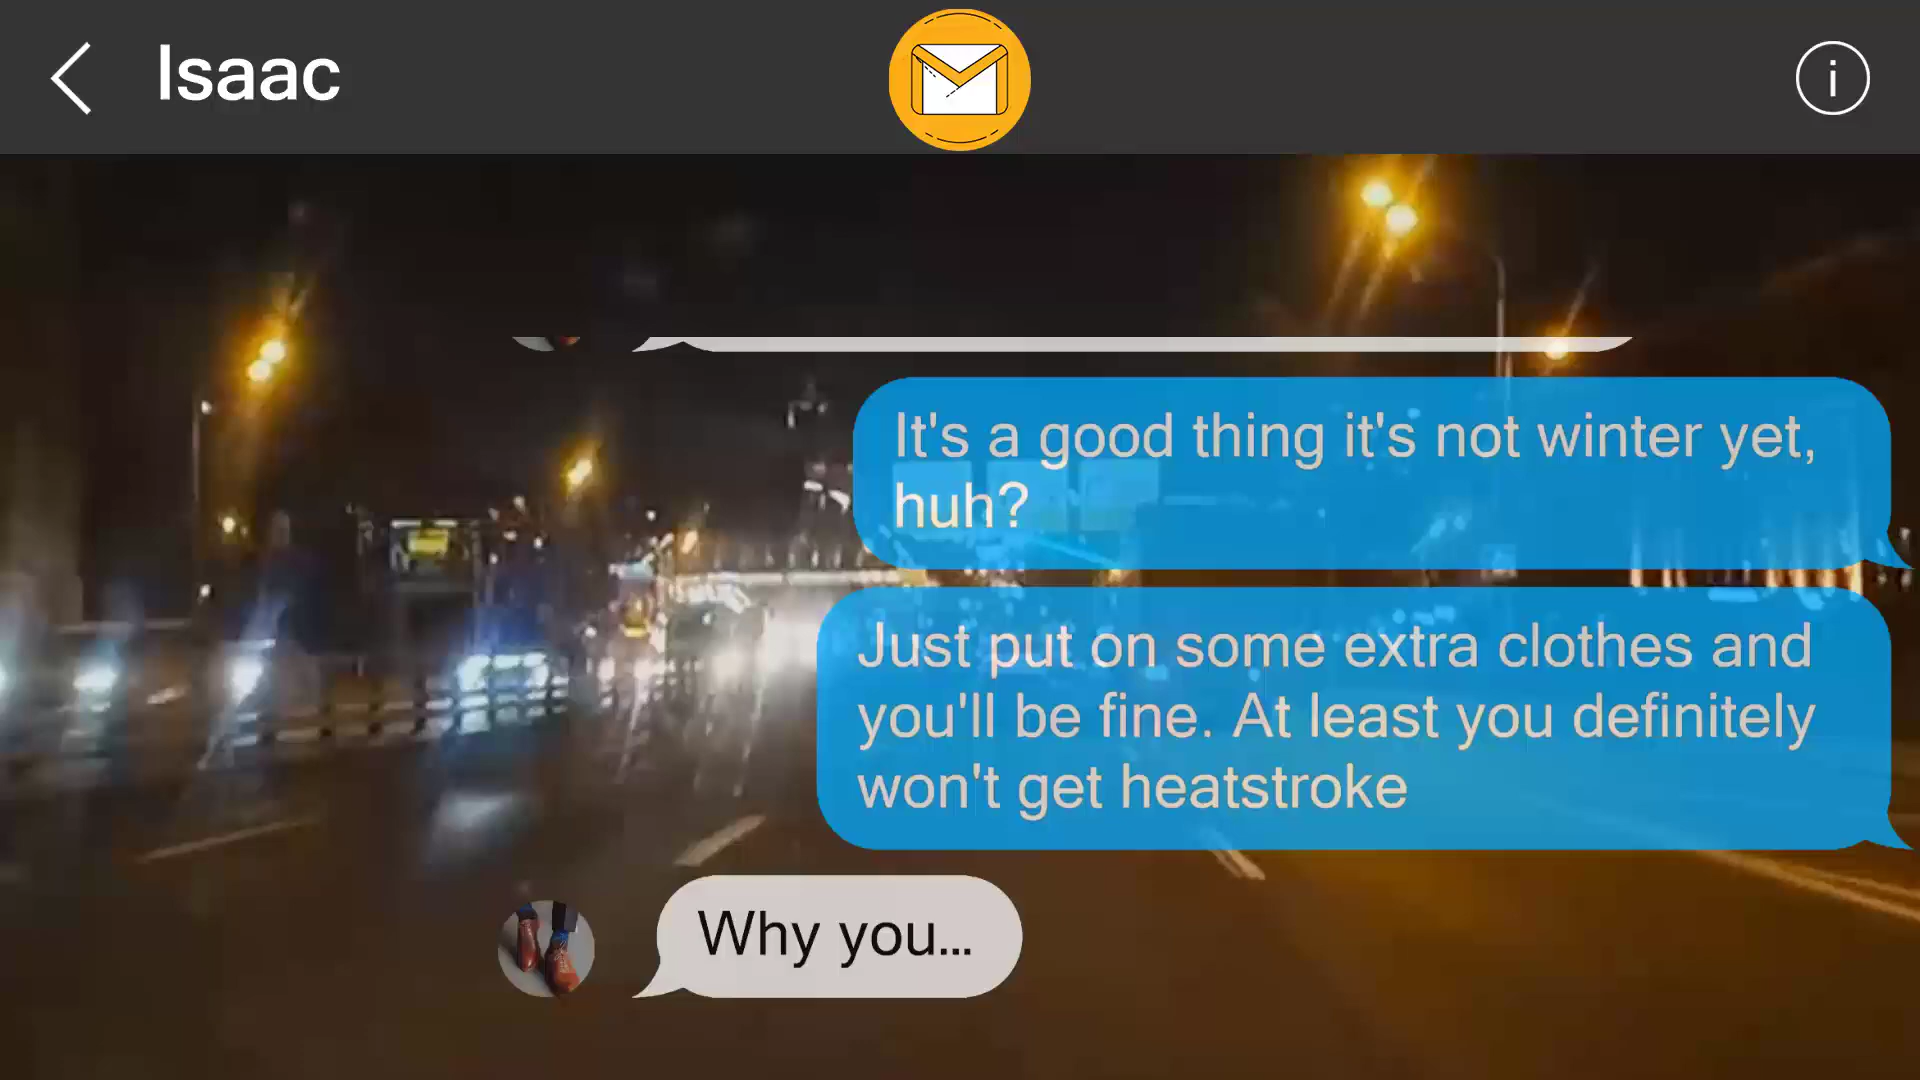 Isaac
i
It's a good thing it's not winter yet,
huh?
Just put on some extra clothes and
you'll be fine. At least you definitely
won't get heatstroke
Why you...